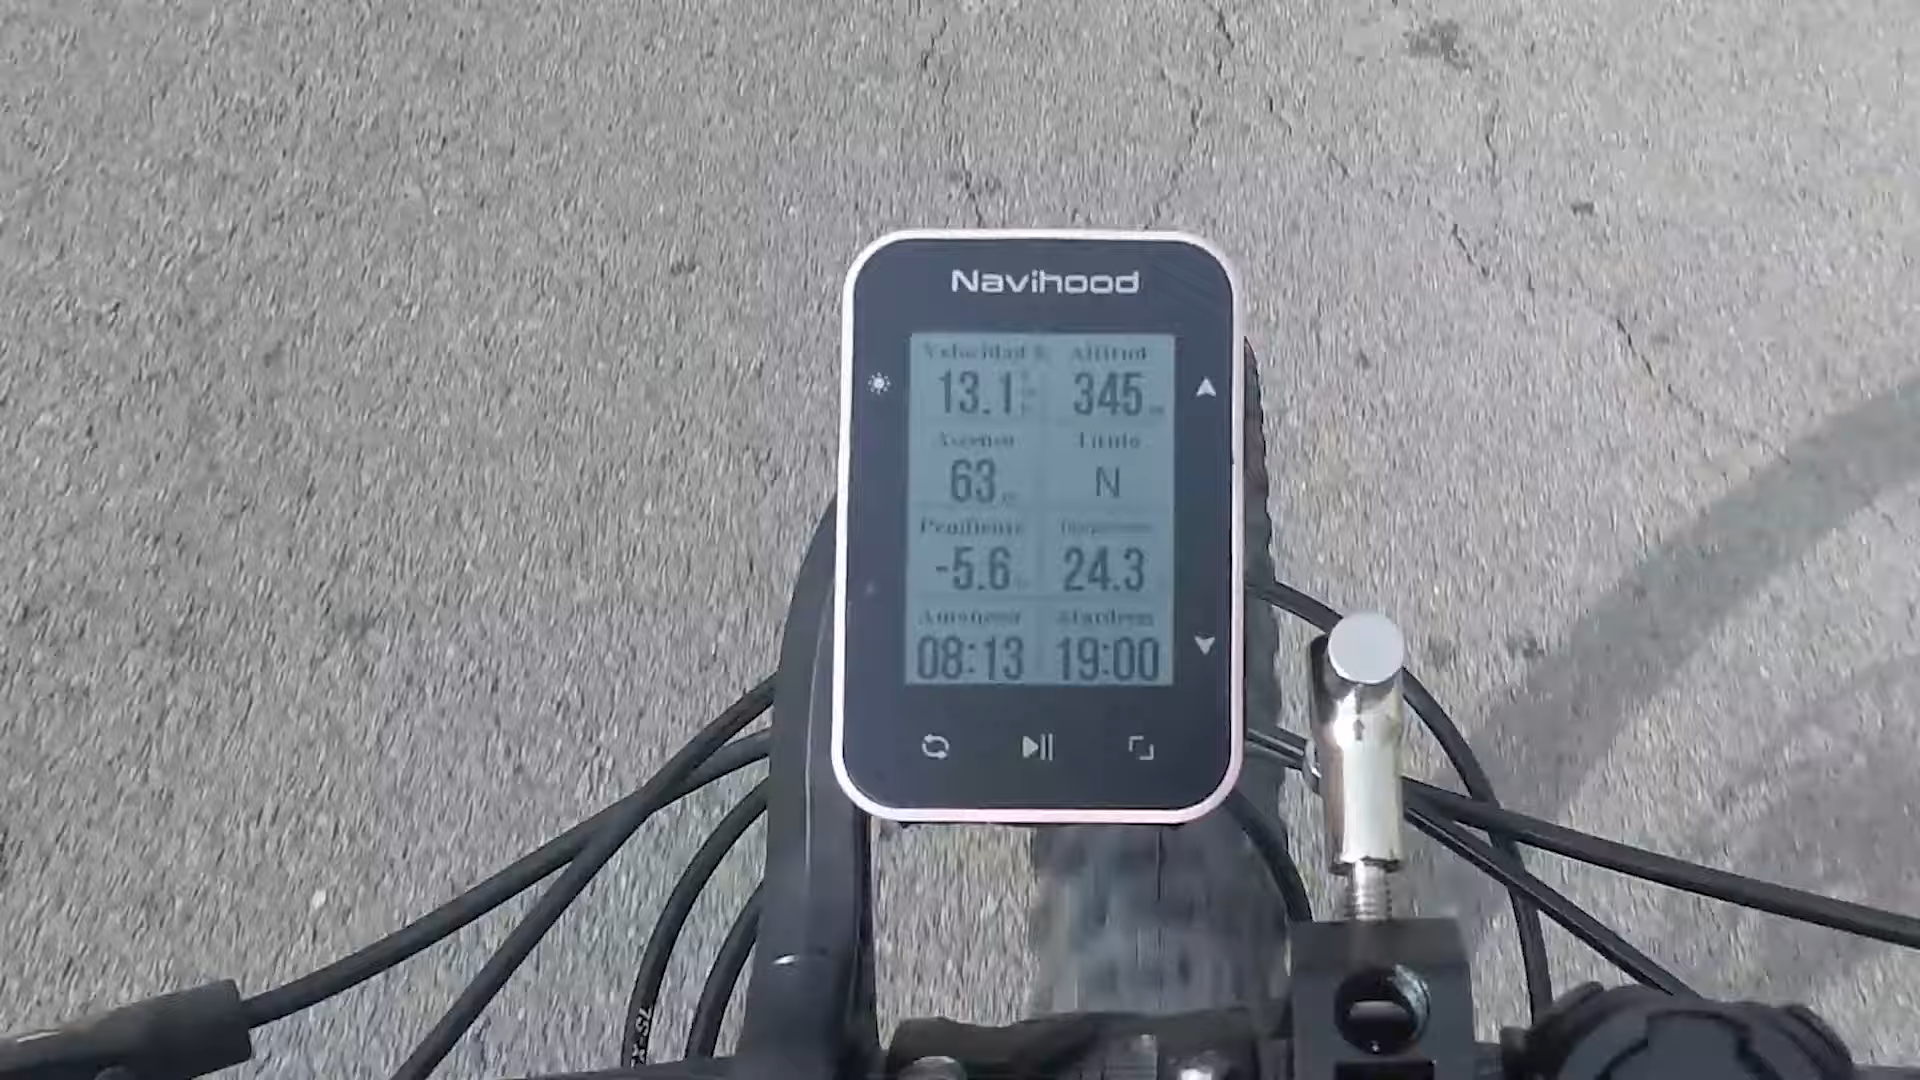 Navihood
Velocidad Altitud
13.1 345
Ascenso Título
63 m N
Pendiente
-5.6 24.3
Amanecer Atardecer
08:13 19:00